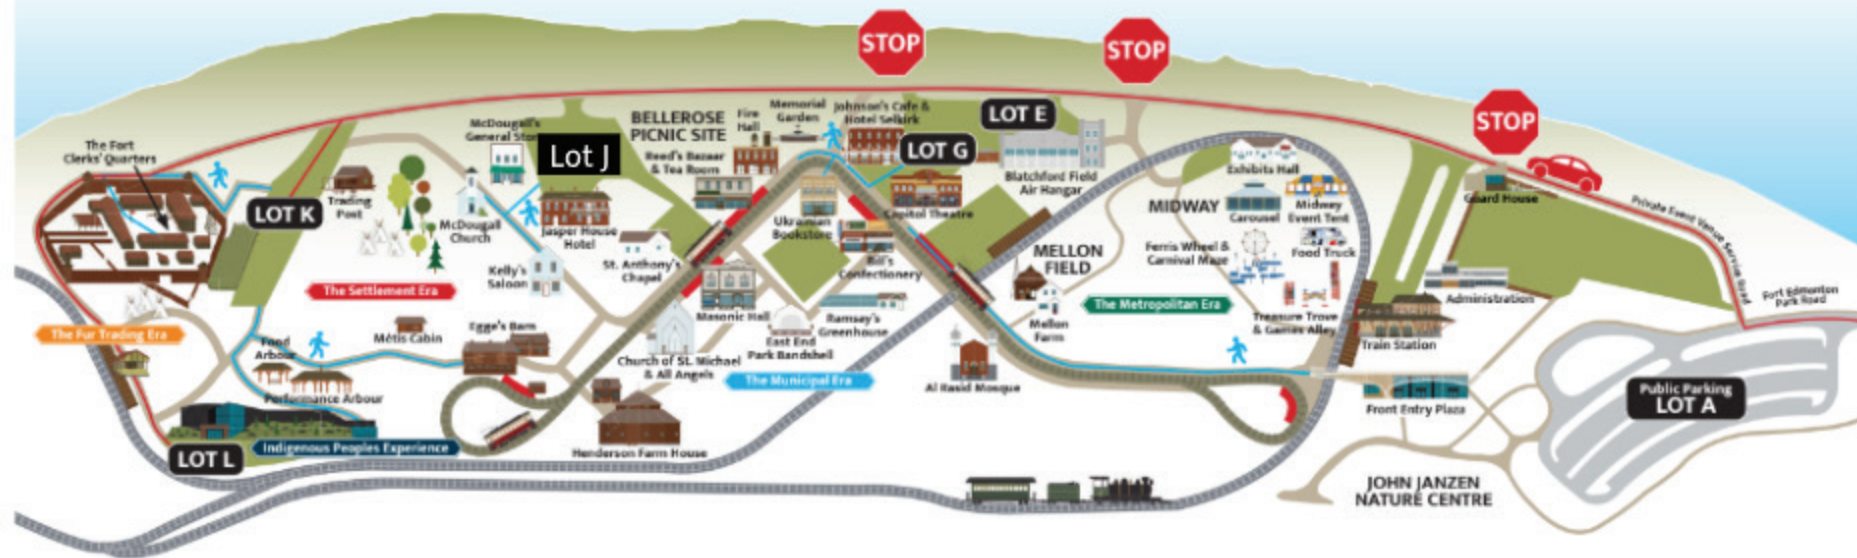 STOP
STOP
STOP
The Fort
Clerks' Quarters
Trading
Post
LOT K
McDougall's
General Store
McDougall
Church
Lot J
Jasper House
Hotel
Kelly's
Saloon
St. Anthony's
Chapel
BELLEROSE
PICNIC SITE
Fire
Hall
Reed's Bazaar
& Tea Room
Memorial
Garden
Johnson's Cafe &
Hotel Selkirk
LOT G
LOT E
Blatchford Field
Air Hangar
Capitol Theatre
Ukrainian
Bookstore
Bill's
Confectionery
Masonic Hall
Ramsay's
Greenhouse
East End
Park Bandshell
Church of St. Michael
& All Angels
The Municipal Era
The Settlement Era
The Fur Trading Era
Métis Cabin
Egge's Barn
Food
Arbour
Performance Arbour
Indigenous Peoples Experience
LOT L
Henderson Farm House
Al Rasid Mosque
MELLON
FIELD
Mellon
Farm
The Metropolitan Era
MIDWAY
Exhibits Hall
Carousel
Midway
Event Tent
Ferris Wheel &
Carnival Maze
Food Truck
Treasure Trove
& Games Alley
Guard House
Private Event Venue Service Road
Fort Edmonton
Park Road
Administration
Train Station
Front Entry Plaza
Public Parking
LOT A
JOHN JANZEN
NATURE CENTRE